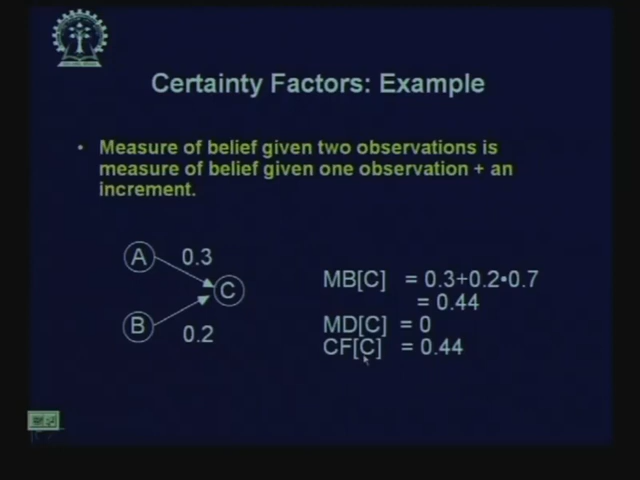 Certainty Factors: Example
• Measure of belief given two observations is
measure of belief given one observation + an
increment.
A
0.3
C
B
0.2
MB[C] = 0.3+0.2•0.7
= 0.44
MD[C] = 0
CF[C] = 0.44